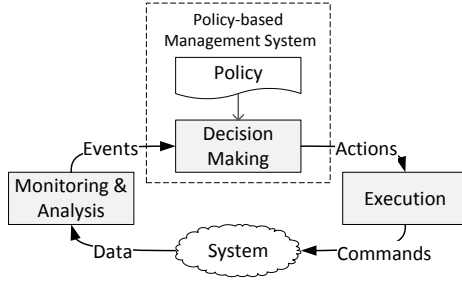 Policy-based
Management System
Policy
Decision
Making
Events
Actions
Monitoring &
Analysis
Execution
Data
System
Commands